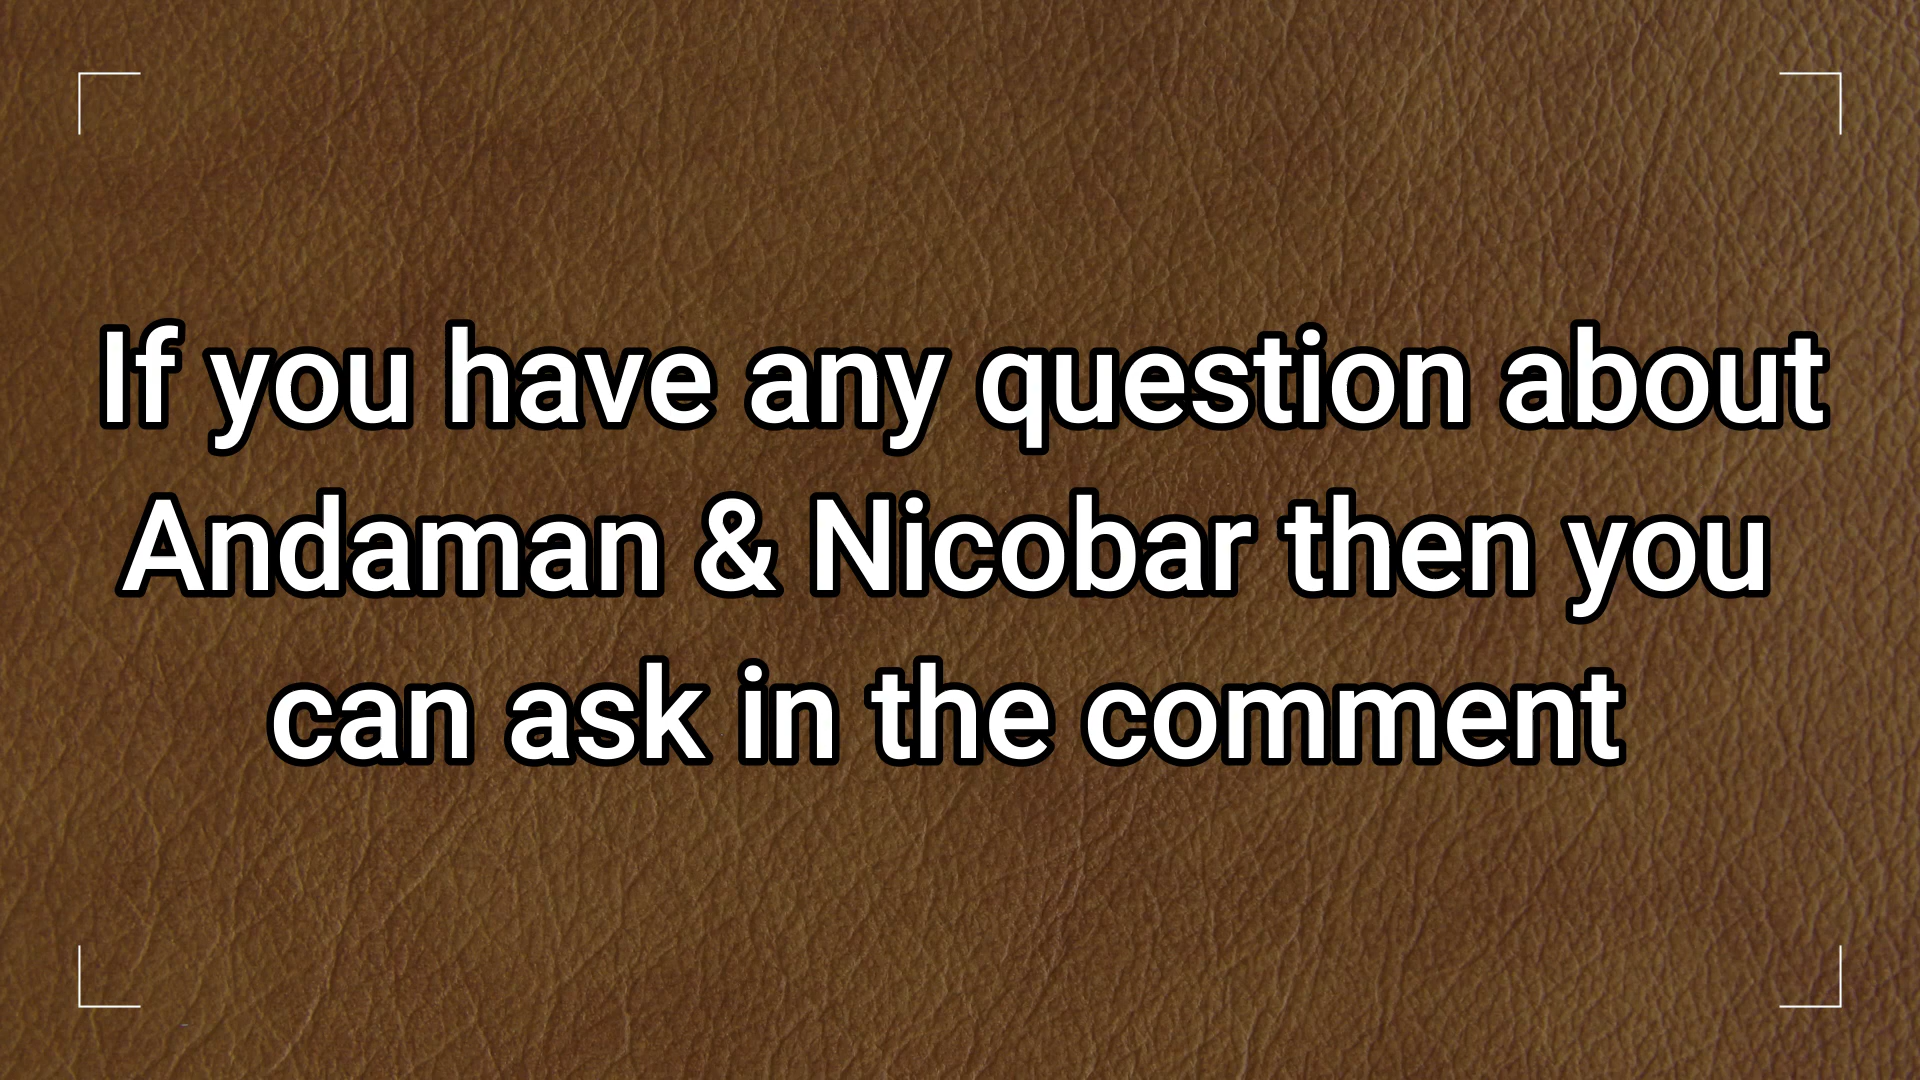 If you have any question about
Andaman & Nicobar then you
can ask in the comment